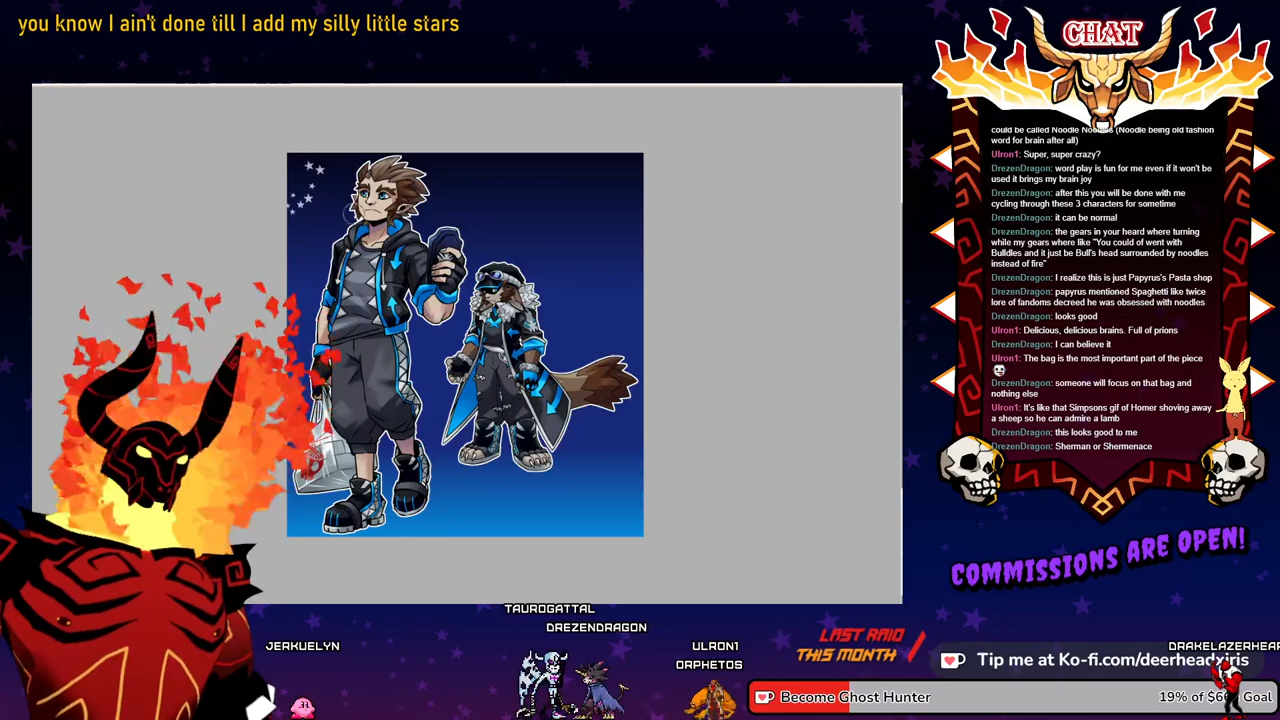 you know I ain't done till I add my silly little stars
CHAT
could be called Noodle Noodles (Noodle being old fashion
word for brain after all)
Ulron1: Super, super crazy?
DrezenDragon: word play is fun for me even if it won't be
used it brings my brain joy
DrezenDragon: after this you will be done with me
cycling through these 3 characters for sometime
DrezenDragon: it can be normal
DrezenDragon: the gears in your heard where turning
while my gears where like "You could of went with
Bulldles and it just be Bull's head surrounded by noodles
instead of fire"
DrezenDragon: I realize this is just Papyrus's Pasta shop
DrezenDragon: papyrus mentioned Spaghetti like twice
lore of fandoms decreed he was obsessed with noodles
DrezenDragon: looks good
Ulron1: Delicious, delicious brains. Full of prions
DrezenDragon: I can believe it
Ulron1: The bag is the most important part of the piece
DrezenDragon: someone will focus on that bag and
nothing else
Ulron1: It's like that Simpsons gif of Homer shoving away
a sheep so he can admire a lamb
DrezenDragon: this looks good to me
DrezenDragon: Sherman or Shermenace
COMMISSIONS ARE OPEN!
TAUROGATTAL
DREZENDRAGON
JERKUELYN
ULRON1
ORPHETOS
LAST RAID
THIS MONTH
DRAKELAZERHEAR
Tip me at Ko-fi.com/deerheadxiris
Become Ghost Hunter
19% of $6 Goal